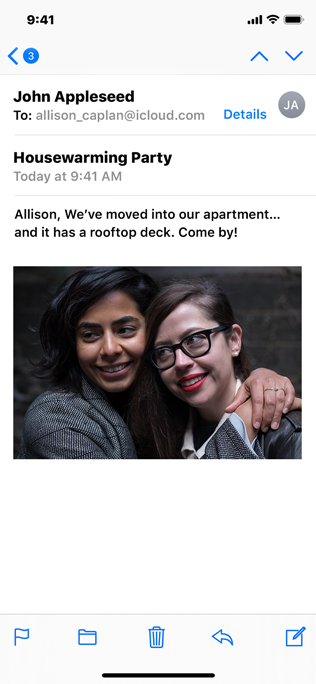 9:41
3
John Appleseed
JA
To: allison_caplan@icloud.com
Details
Housewarming Party
Today at 9:41 AM
Allison, We’ve moved into our apartment...
and it has a rooftop deck. Come by!